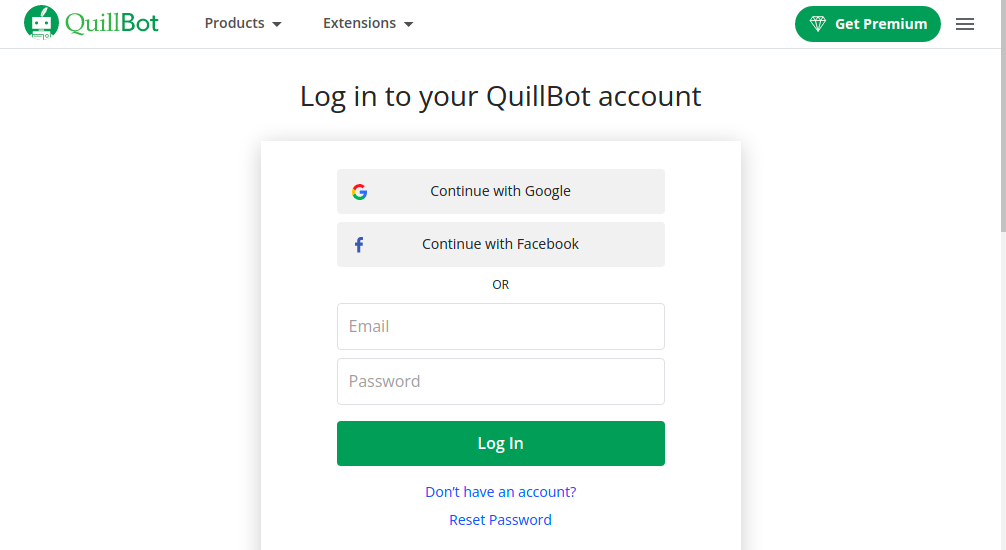 QuillBot
Products
Extensions
Get Premium
Log in to your QuillBot account
Continue with Google
Continue with Facebook
OR
Email
Password
Log In
Don't have an account?
Reset Password